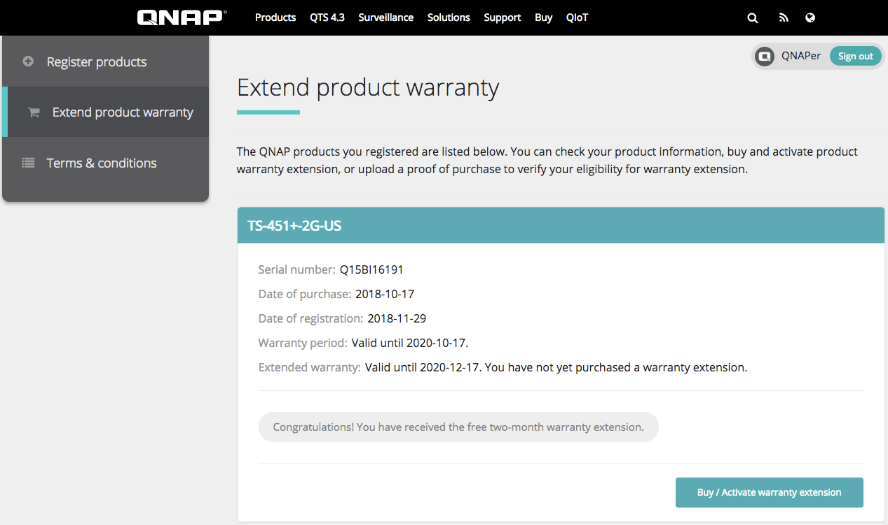 QNAP
Products QTS 4.3 Surveillance Solutions Support Buy QIoT
QNAPer Sign out
Register products
Extend product warranty
Terms & conditions
Extend product warranty
The QNAP products you registered are listed below. You can check your product information, buy and activate product
warranty extension, or upload a proof of purchase to verify your eligibility for warranty extension.
TS-451+-2G-US
Serial number: Q15BI16191
Date of purchase: 2018-10-17
Date of registration: 2018-11-29
Warranty period: Valid until 2020-10-17.
Extended warranty: Valid until 2020-12-17. You have not yet purchased a warranty extension.
Congratulations! You have received the free two-month warranty extension.
Buy / Activate warranty extension